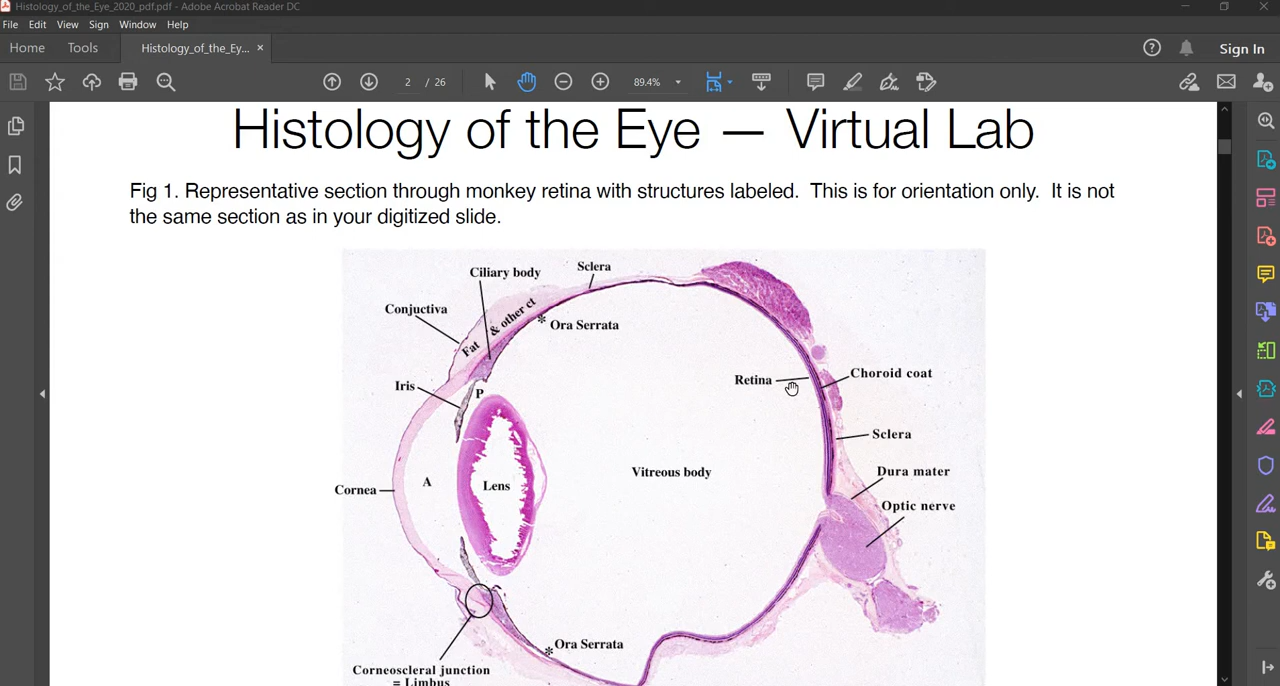 Histology_of_the_Eye_2020_pdf.pdf - Adobe Acrobat Reader DC
File Edit View Sign Window Help
Home Tools Histology_of_the_Ey... × Sign In
2 / 26 89.4%
Histology of the Eye — Virtual Lab
Fig 1. Representative section through monkey retina with structures labeled. This is for orientation only. It is not
the same section as in your digitized slide.
Ciliary body
Sclera
Conjuctiva
Fat & other ct
* Ora Serrata
Iris
P
Retina
Choroid coat
Sclera
Vitreous body
Dura mater
Cornea
A
Lens
Optic nerve
* Ora Serrata
Corneoscleral junction
= Limbus